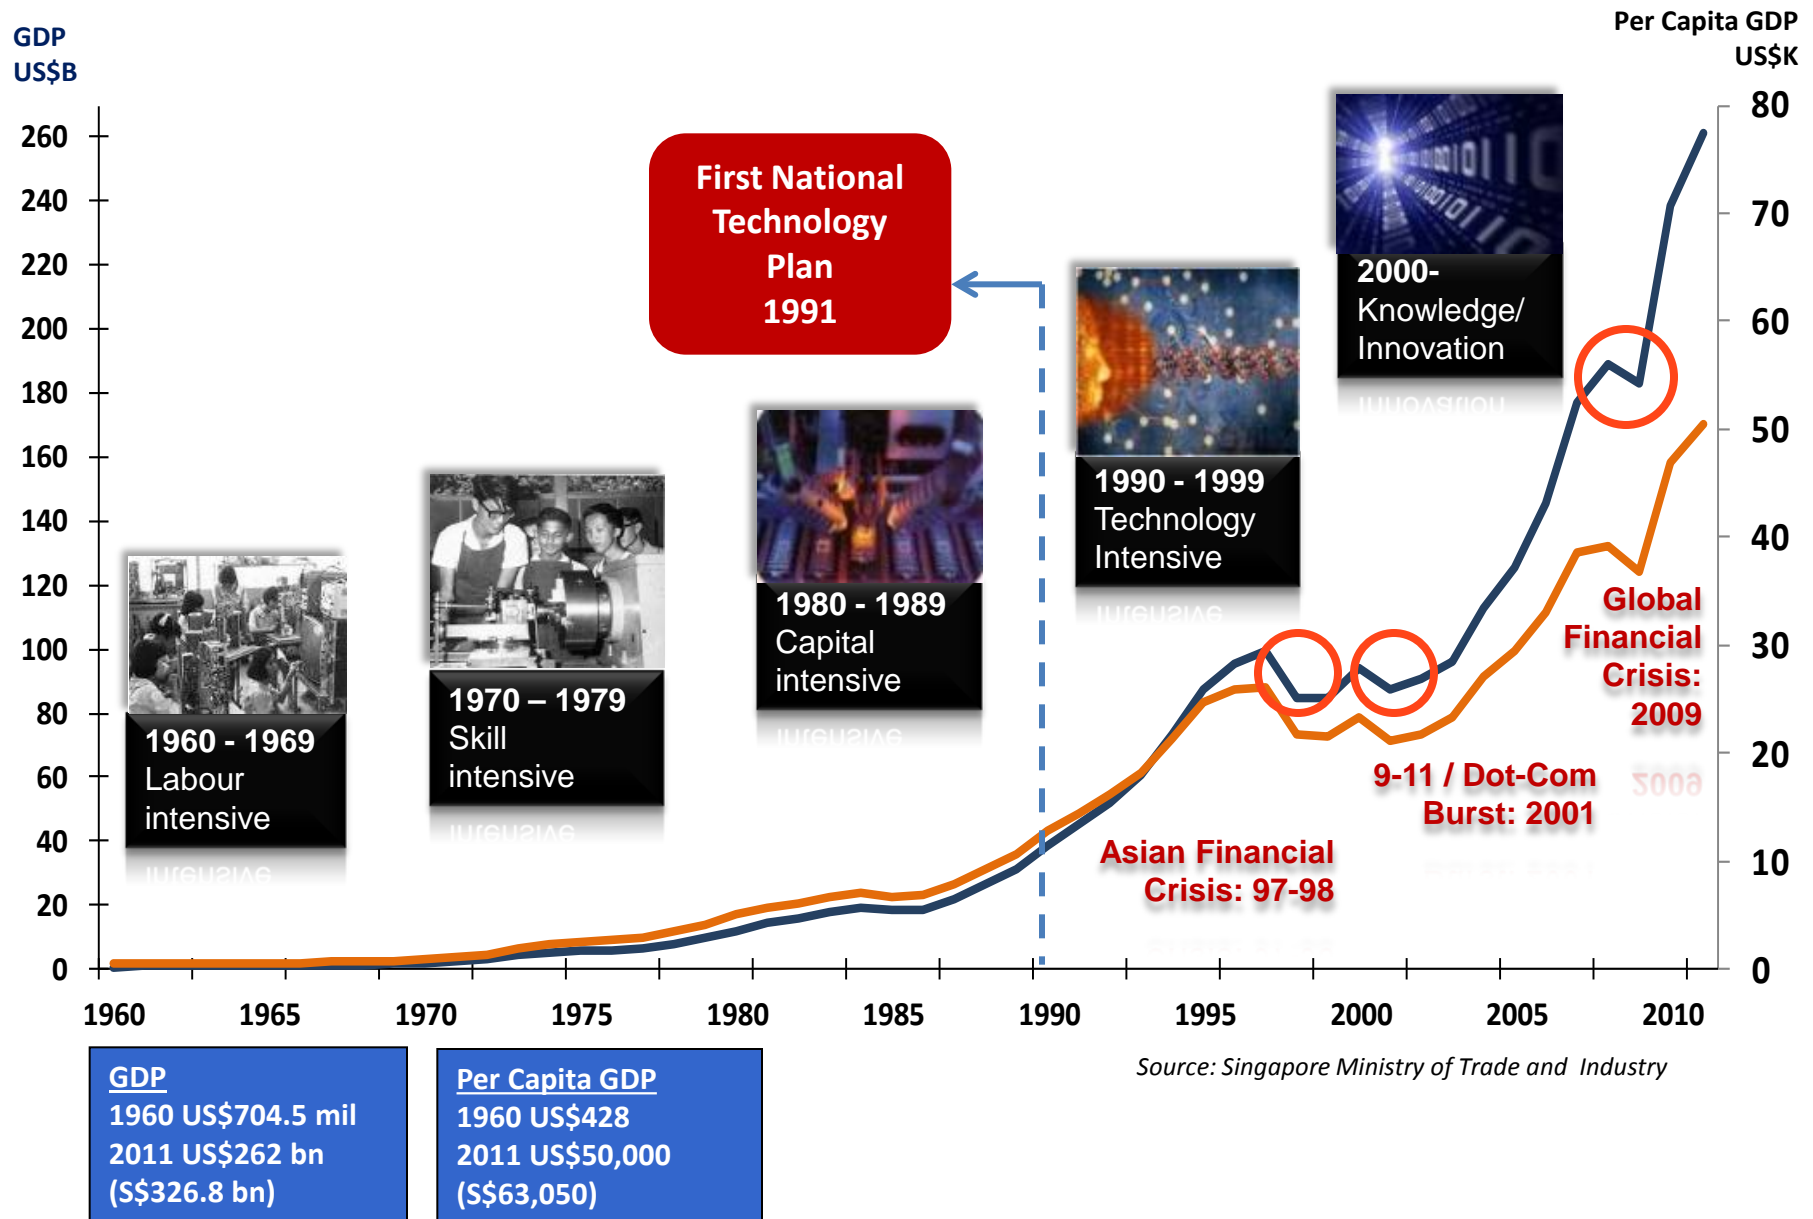 GDP
US$B
Per Capita GDP
US$K
260
240
220
200
180
160
140
120
100
80
60
40
20
0
80
70
60
50
40
30
20
10
0
First National
Technology
Plan
1991
2000-
Knowledge/
Innovation
1990 - 1999
Technology
Intensive
1980 - 1989
Capital
intensive
1970 – 1979
Skill
intensive
1960 - 1969
Labour
intensive
Global
Financial
Crisis:
2009
9-11 / Dot-Com
Burst: 2001
Asian Financial
Crisis: 97-98
1960 1965 1970 1975 1980 1985 1990 1995 2000 2005 2010
Source: Singapore Ministry of Trade and Industry
GDP
1960 US$704.5 mil
2011 US$262 bn
(S$326.8 bn)
Per Capita GDP
1960 US$428
2011 US$50,000
(S$63,050)